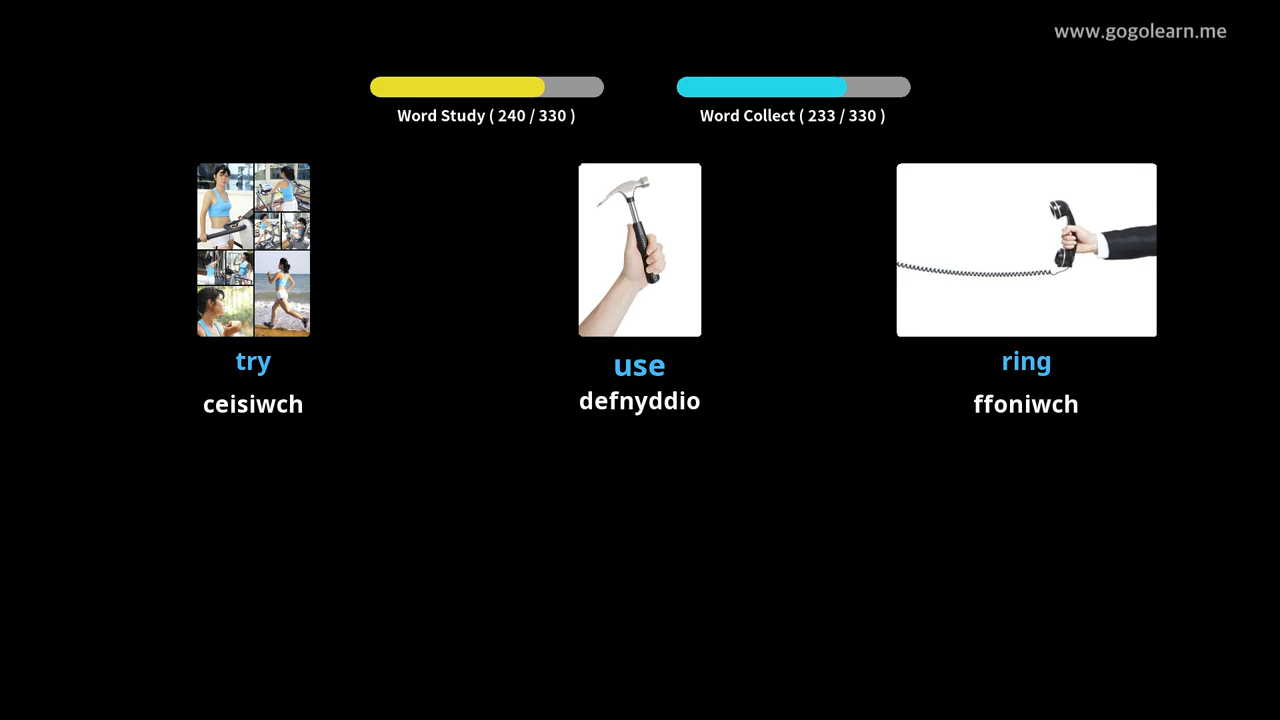 www.gogolearn.me
Word Study ( 240 / 330 )
Word Collect ( 233 / 330 )
try
use
ring
ceisiwch
defnyddio
ffoniwch